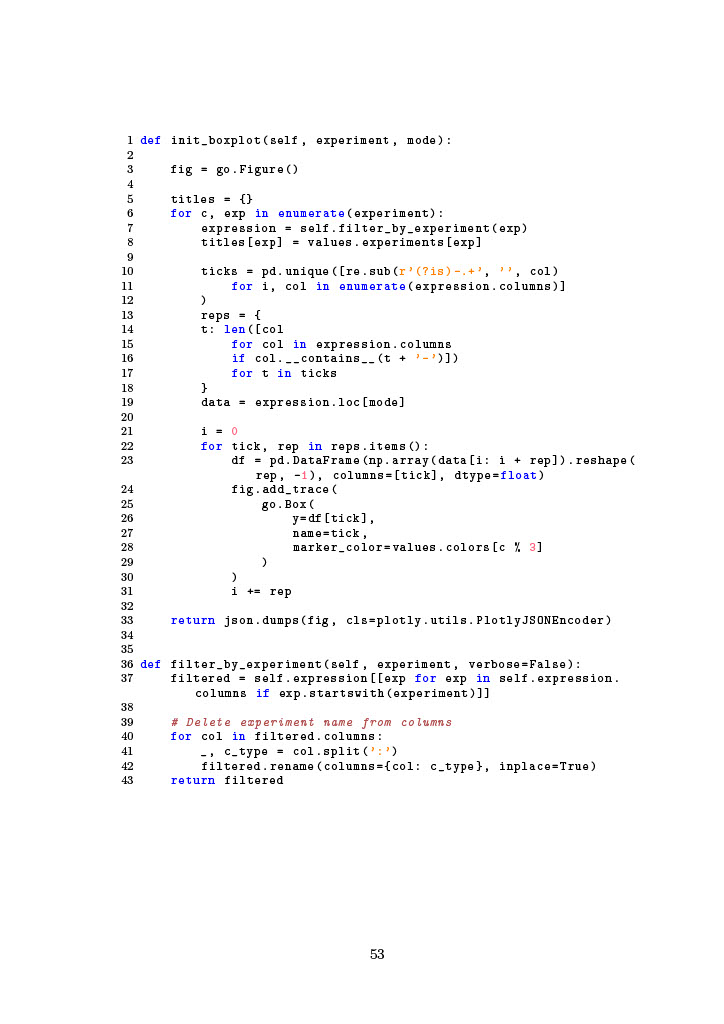 1 def init_boxplot(self, experiment, mode):
2
3     fig = go.Figure()
4
5     titles = {}
6     for c, exp in enumerate(experiment):
7         expression = self.filter_by_experiment(exp)
8         titles[exp] = values.experiments[exp]
9
10         ticks = pd.unique([re.sub(r'(?is)-.+', '', col)
11             for i, col in enumerate(expression.columns)]
12         )
13         reps = {
14         t: len([col
15             for col in expression.columns
16             if col.__contains__(t + '-')])
17             for t in ticks
18         }
19         data = expression.loc[mode]
20
21         i = 0
22         for tick, rep in reps.items():
23             df = pd.DataFrame(np.array(data[i: i + rep]).reshape(
rep, -1), columns=[tick], dtype=float)
24             fig.add_trace(
25                 go.Box(
26                     y=df[tick],
27                     name=tick,
28                     marker_color=values.colors[c % 3]
29                 )
30             )
31             i += rep
32
33     return json.dumps(fig, cls=plotly.utils.PlotlyJSONEncoder)
34
35
36 def filter_by_experiment(self, experiment, verbose=False):
37     filtered = self.expression[[exp for exp in self.expression.
columns if exp.startswith(experiment)]]
38
39     # Delete experiment name from columns
40     for col in filtered.columns:
41         _, c_type = col.split(':')
42         filtered.rename(columns={col: c_type}, inplace=True)
43     return filtered
53